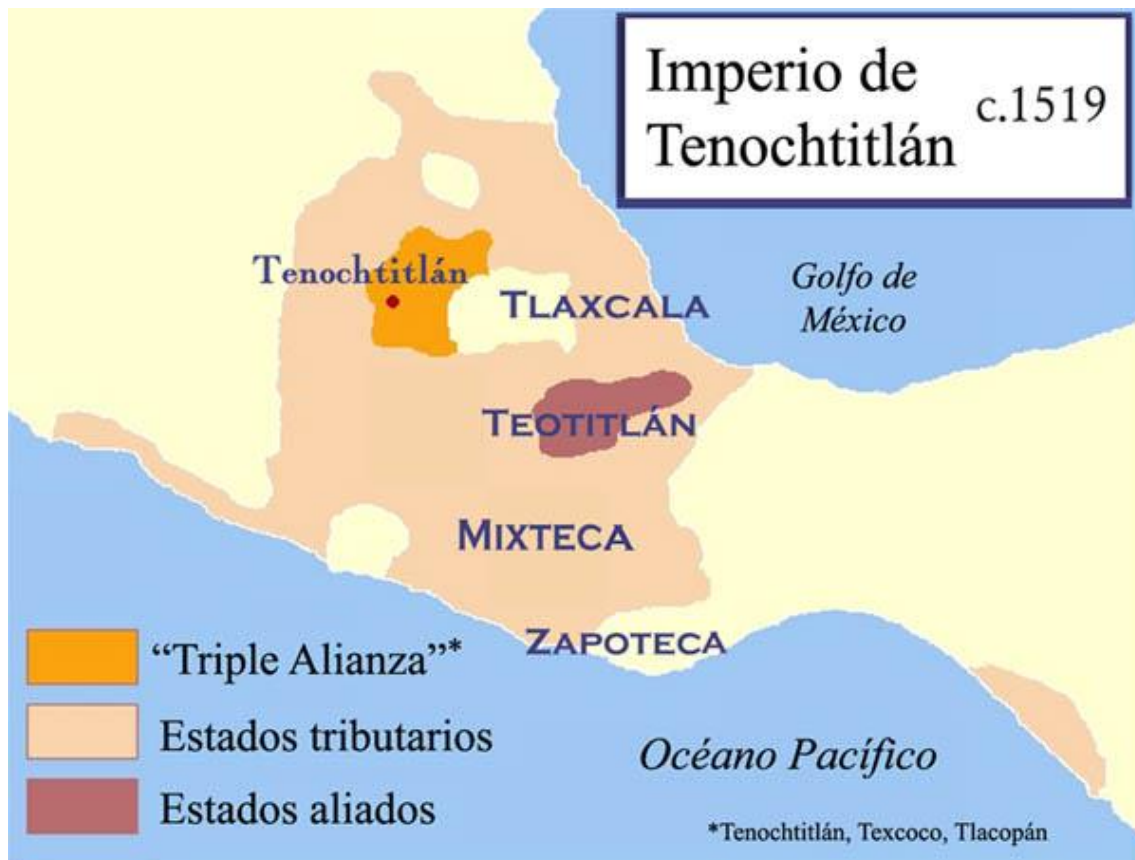 Imperio de
Tenochtitlán
c.1519
Tenochtitlán
TLAXCALA
Golfo de
México
TEOTITLÁN
MIXTECA
ZAPOTECA
“Triple Alianza”*
Estados tributarios
Estados aliados
Océano Pacífico
*Tenochtitlán, Texcoco, Tlacopán